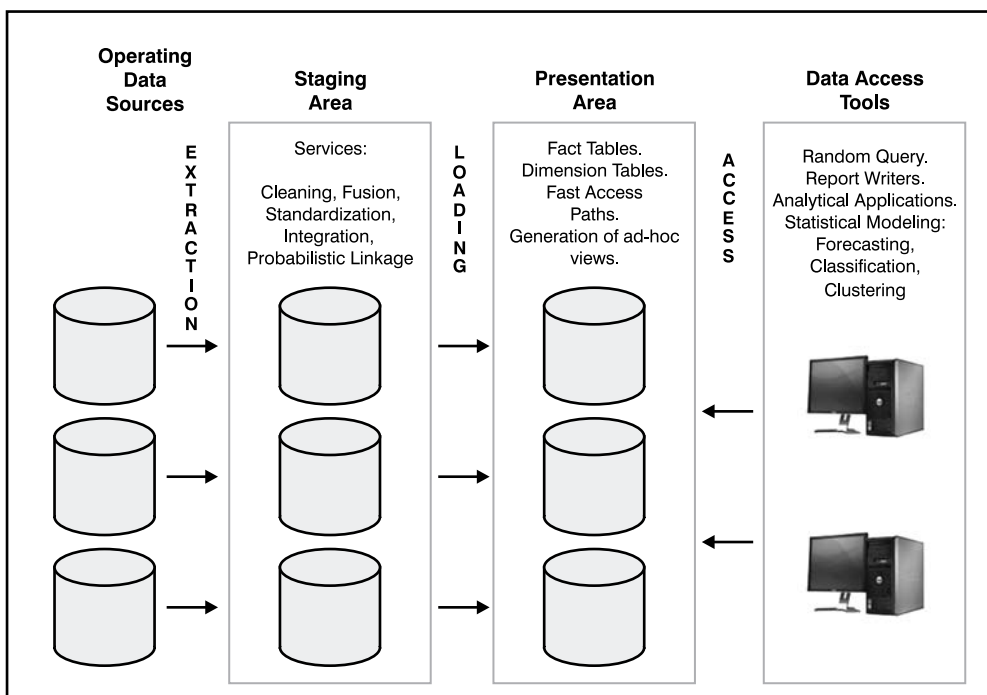 Operating
Data
Sources
EXTRACTION
Staging
Area
Services:
Cleaning, Fusion,
Standardization,
Integration,
Probabilistic Linkage
LOADING
Presentation
Area
Fact Tables.
Dimension Tables.
Fast Access
Paths.
Generation of ad-hoc
views.
ACCESS
Data Access
Tools
Random Query.
Report Writers.
Analytical Applications.
Statistical Modeling:
Forecasting,
Classification,
Clustering